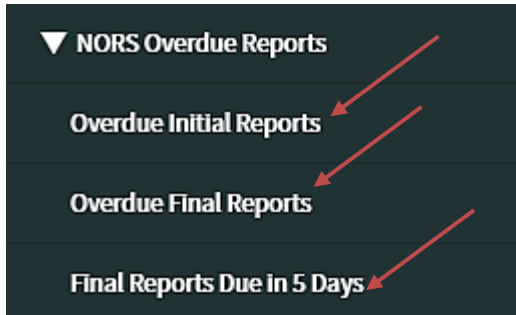 NORS Overdue Reports
Overdue Initial Reports
Overdue Final Reports
Final Reports Due in 5 Days